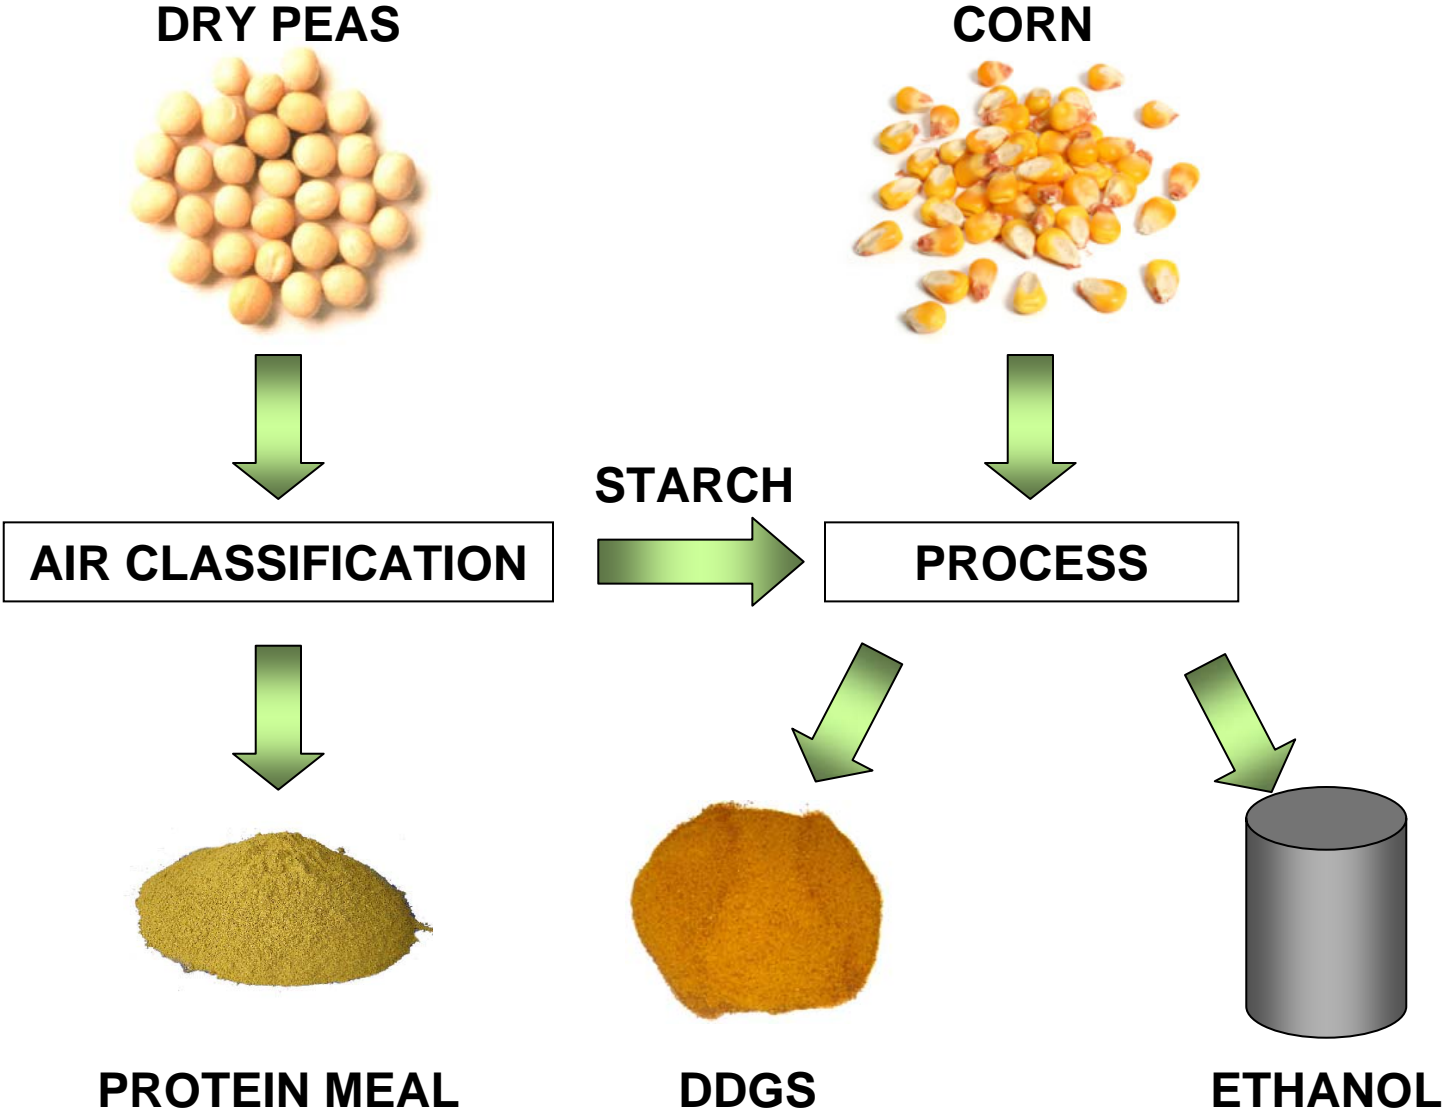 DRY PEAS
CORN
STARCH
AIR CLASSIFICATION
PROCESS
PROTEIN MEAL
DDGS
ETHANOL